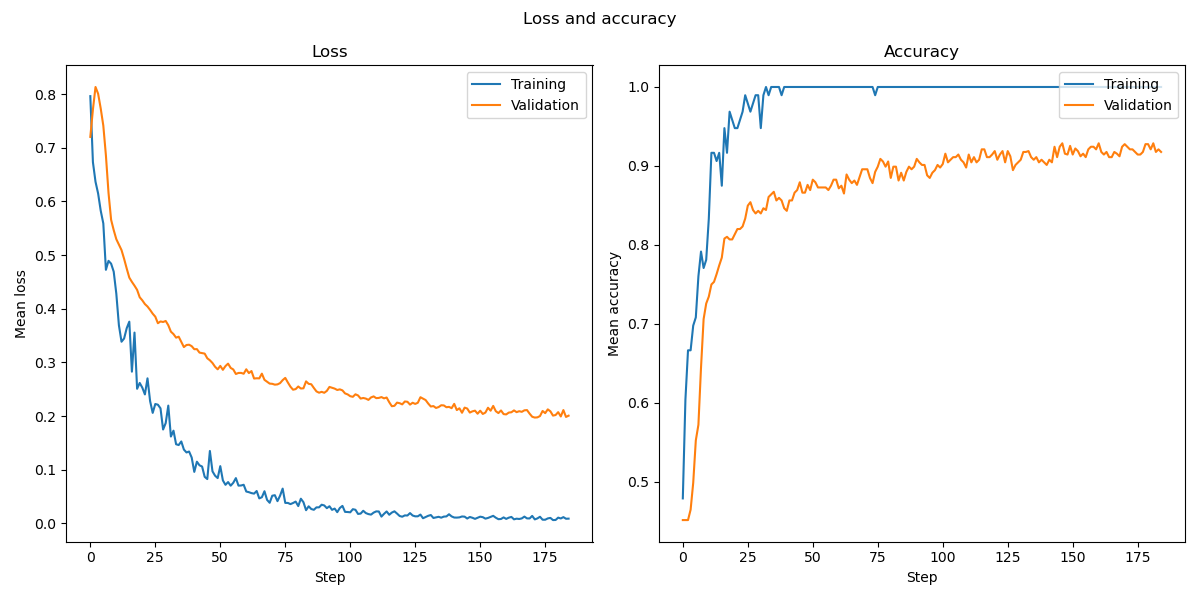 Loss and accuracy
Loss
Training
Validation
Mean loss
0.8
0.7
0.6
0.5
0.4
0.3
0.2
0.1
0.0
0 25 50 75 100 125 150 175
Step
Accuracy
Training
Validation
Mean accuracy
1.0
0.9
0.8
0.7
0.6
0.5
0 25 50 75 100 125 150 175
Step